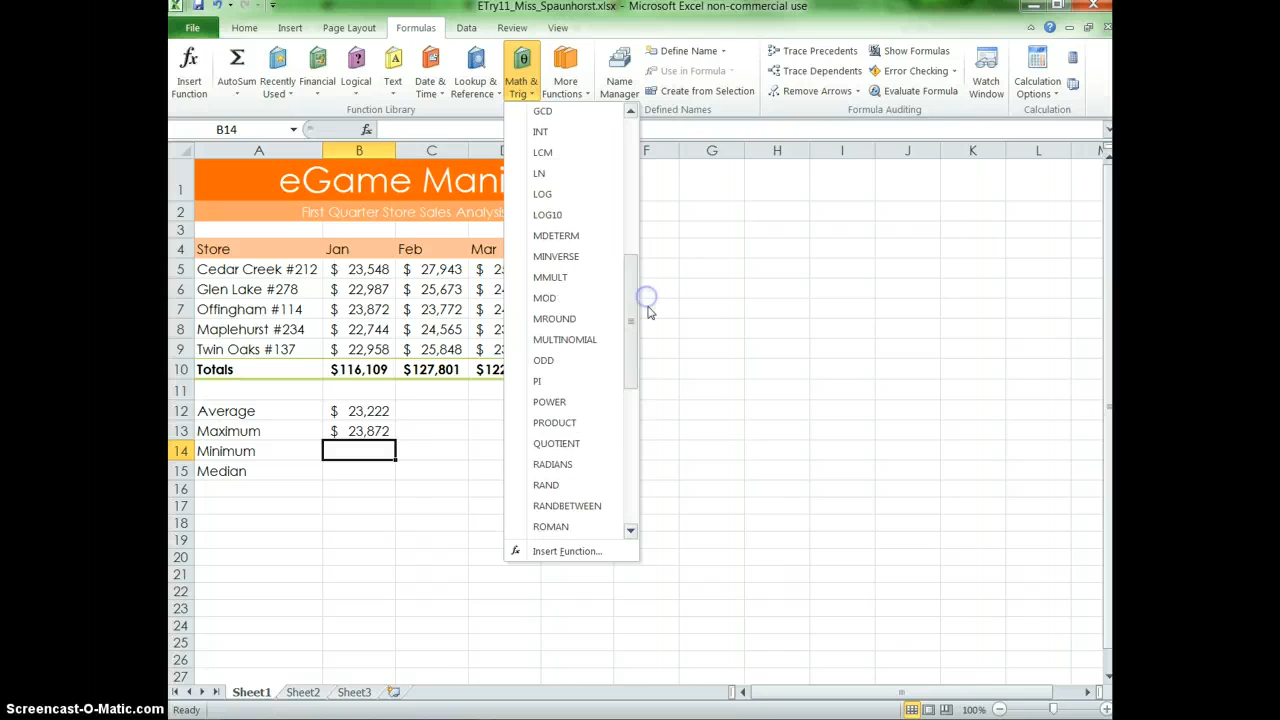 ETry11_Miss_Spaunhorst.xlsx - Microsoft Excel non-commercial use
File Home Insert Page Layout Formulas Data Review View
Insert Function
AutoSum
Recently Used
Financial
Logical
Text
Date & Time
Lookup & Reference
Math & Trig
More Functions
Name Manager
Define Name
Use in Formula
Create from Selection
Trace Precedents
Trace Dependents
Remove Arrows
Show Formulas
Error Checking
Evaluate Formula
Watch Window
Calculation Options
Function Library
Defined Names
Formula Auditing
Calculation
B14
fx
A B C D F G H I J K L
1 eGame Mani
2 First Quarter Store Sales Analysis
3
4 Store Jan Feb Mar
5 Cedar Creek #212 $ 23,548 $ 27,943 $
6 Glen Lake #278 $ 22,987 $ 25,673 $
7 Offingham #114 $ 23,872 $ 23,772 $
8 Maplehurst #234 $ 22,744 $ 24,565 $
9 Twin Oaks #137 $ 22,958 $ 25,848 $
10 Totals $116,109 $127,801
11
12 Average $ 23,222
13 Maximum $ 23,872
14 Minimum
15 Median
16
17
18
19
20
21
22
23
24
25
26
27
GCD
INT
LCM
LN
LOG
LOG10
MDETERM
MINVERSE
MMULT
MOD
MROUND
MULTINOMIAL
ODD
PI
POWER
PRODUCT
QUOTIENT
RADIANS
RAND
RANDBETWEEN
ROMAN
fx Insert Function...
Sheet1 Sheet2 Sheet3
Ready
100%
Screencast-O-Matic.com